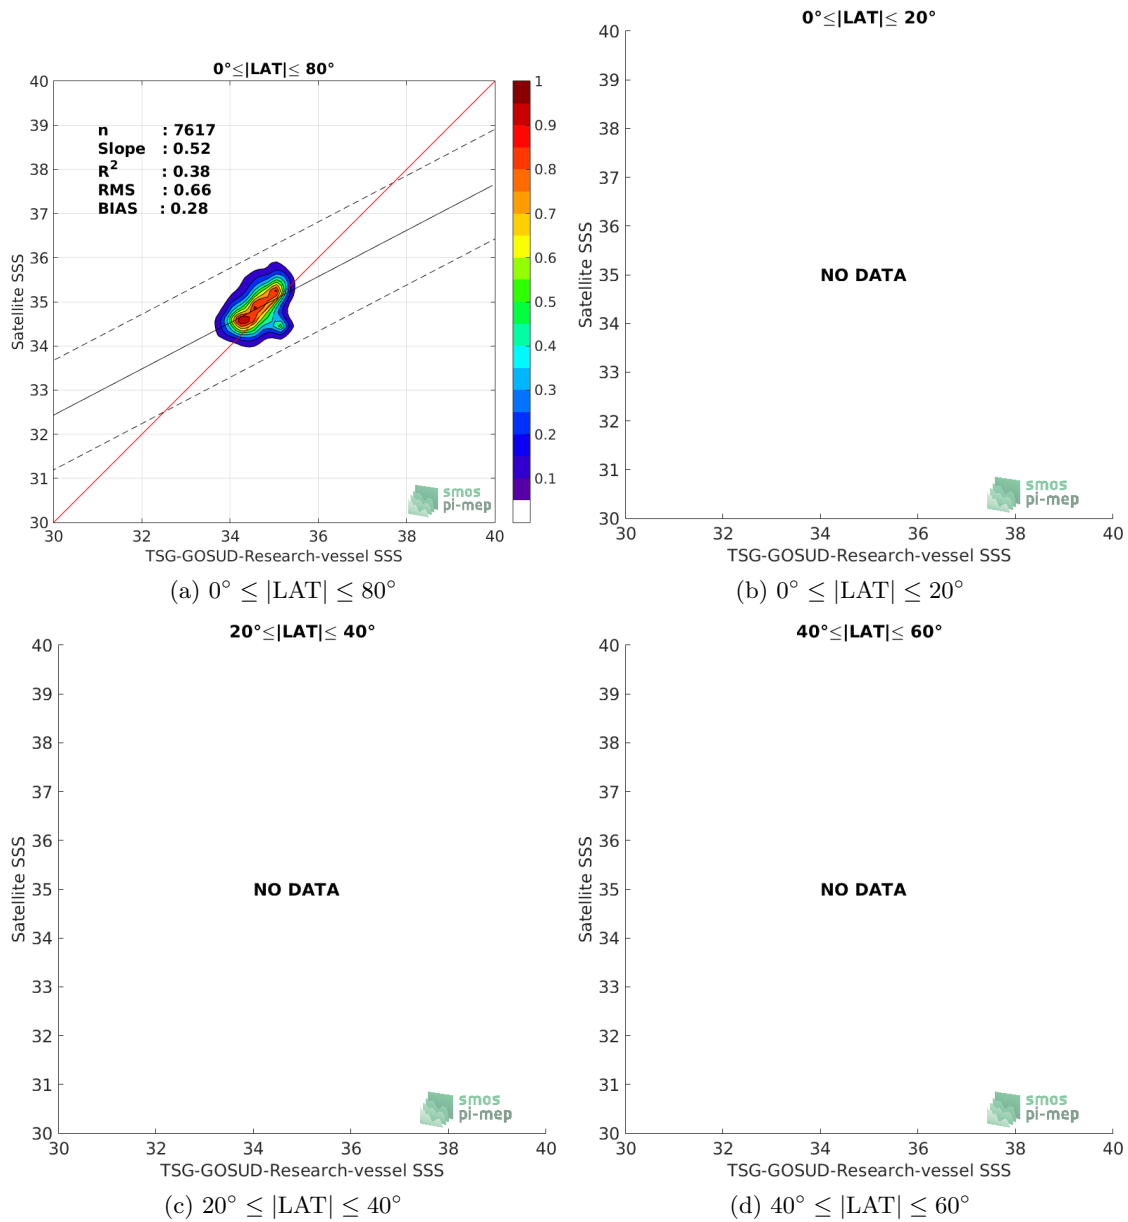 0°≤|LAT|≤ 80°
40
39
38
37
36
35
34
33
32
31
30
Satellite SSS
n : 7617
Slope : 0.52
R2 : 0.38
RMS : 0.66
BIAS : 0.28
smos
pi-mep
30 32 34 36 38 40
TSG-GOSUD-Research-vessel SSS
1
0.9
0.8
0.7
0.6
0.5
0.4
0.3
0.2
0.1
(a) 0° ≤ |LAT| ≤ 80°
0°≤|LAT|≤ 20°
40
39
38
37
36
35
34
33
32
31
30
Satellite SSS
NO DATA
smos
pi-mep
30 32 34 36 38 40
TSG-GOSUD-Research-vessel SSS
(b) 0° ≤ |LAT| ≤ 20°
20°≤|LAT|≤ 40°
40
39
38
37
36
35
34
33
32
31
30
Satellite SSS
NO DATA
smos
pi-mep
30 32 34 36 38 40
TSG-GOSUD-Research-vessel SSS
(c) 20° ≤ |LAT| ≤ 40°
40°≤|LAT|≤ 60°
40
39
38
37
36
35
34
33
32
31
30
Satellite SSS
NO DATA
smos
pi-mep
30 32 34 36 38 40
TSG-GOSUD-Research-vessel SSS
(d) 40° ≤ |LAT| ≤ 60°